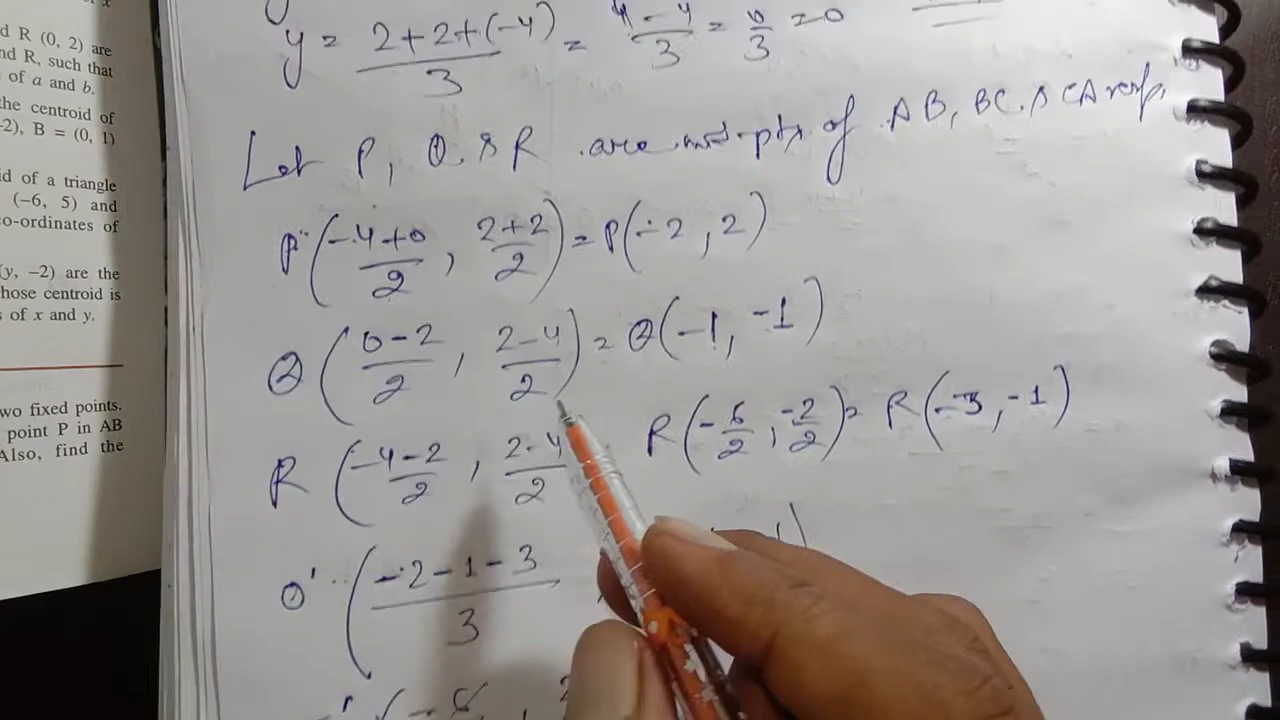 d R (0, 2) are
nd R, such that
of a and b.
the centroid of
-2), B = (0, 1)
id of a triangle
(-6, 5) and
co-ordinates of
(y, -2) are the
hose centroid is
s of x and y.
wo fixed points.
point P in AB
Also, find the
y = 2+2+(-4)/3 = 4-4/3 = 0/3 = 0
Let P, Q & R are mid-pts of AB, BC & CA resp.
P (-4+0/2, 2+2/2) = P(-2, 2)
Q (0-2/2, 2-4/2) = Q(-1, -1)
R (-4-2/2, 2-4/2 R(-6/2, -2/2) = R(-3, -1)
O' (-2-1-3/3